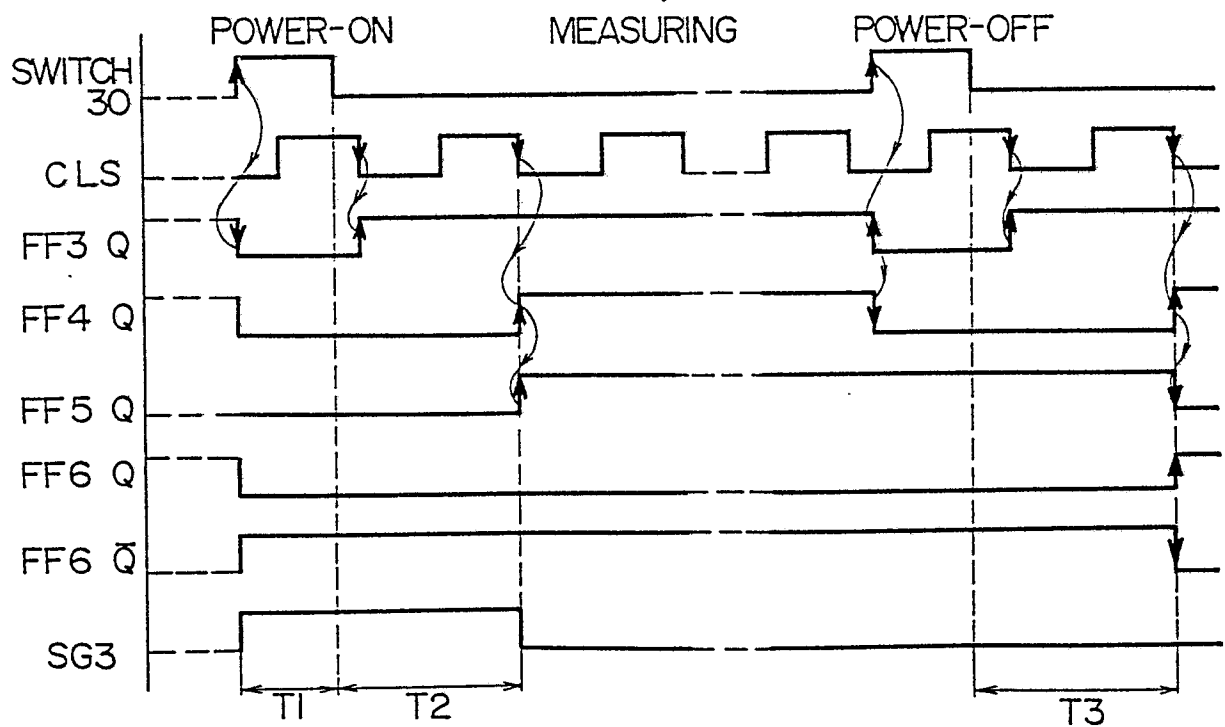 POWER-ON MEASURING POWER-OFF
SWITCH
30
CLS
FF3 Q
FF4 Q
FF5 Q
FF6 Q
FF6 Q̄
SG3
T1 T2 T3